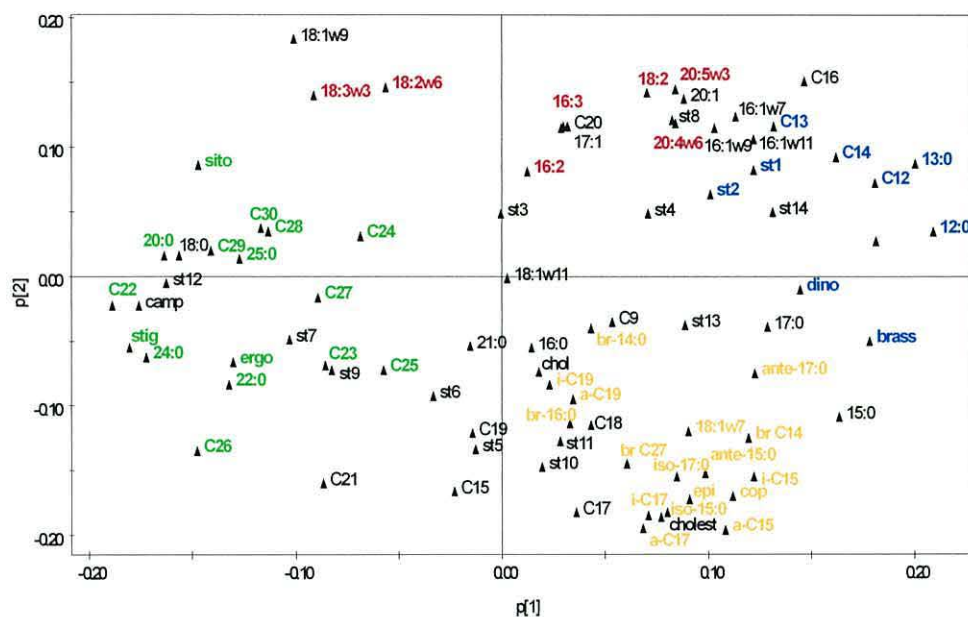 0.20
18:1w9
18:3w3
18:2w6
18:2
20:5w3
20:1
C16
16:3
C20
17:1
st8
16:1w7
C13
20:4w6
16:1w9
16:1w11
0.10
sito
16:2
st1
C14
13:0
C12
st2
st3
st4
st14
12:0
C30
C28
C24
20:0
18:0
C29
25:0
0.00
18:1w11
st12
C22
camp
C27
dino
p[2]
stig
24:0
st7
ergo
22:0
C23
st9
C25
21:0
16:0
C9
br-14:0
st13
17:0
brass
chol
i-C19
ante-17:0
st6
a-C19
-0.10
br-16:0
C18
15:0
C19
st5
st11
18:1w7
br C14
C26
st10
br C27
ante-15:0
iso-17:0
i-C15
C21
C15
C17
i-C17
epi
cop
iso-15:0
cholest
a-C17
a-C15
-0.20
-0.20
-0.10
0.00
0.10
0.20
p[1]